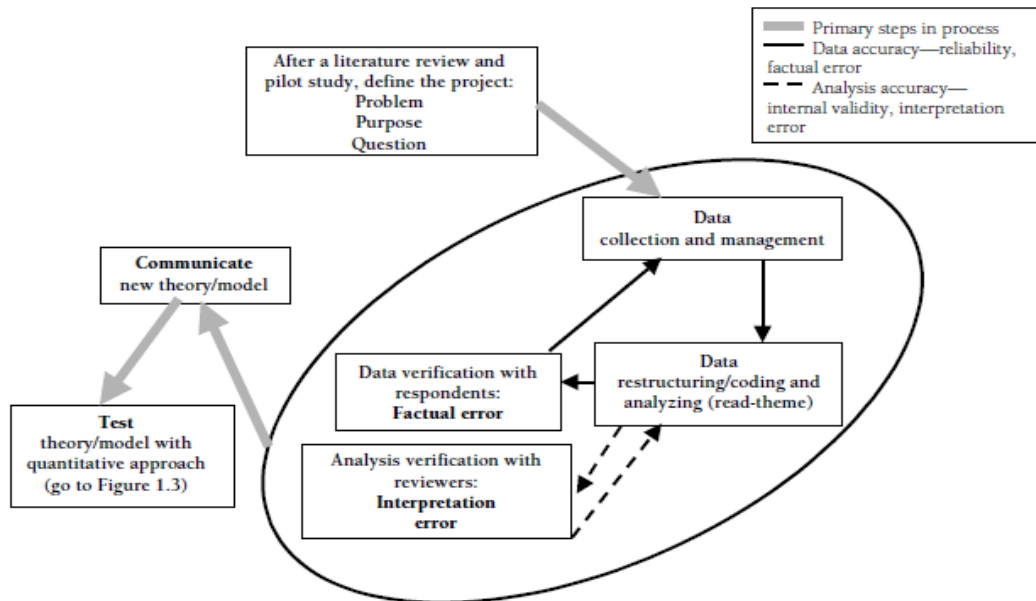 After a literature review and
pilot study, define the project:
Problem
Purpose
Question
Primary steps in process
Data accuracy—reliability,
factual error
Analysis accuracy—
internal validity, interpretation
error
Data
collection and management
Communicate
new theory/model
Data verification with
respondents:
Factual error
Data
restructuring/coding and
analyzing (read-theme)
Test
theory/model with
quantitative approach
(go to Figure 1.3)
Analysis verification with
reviewers:
Interpretation
error